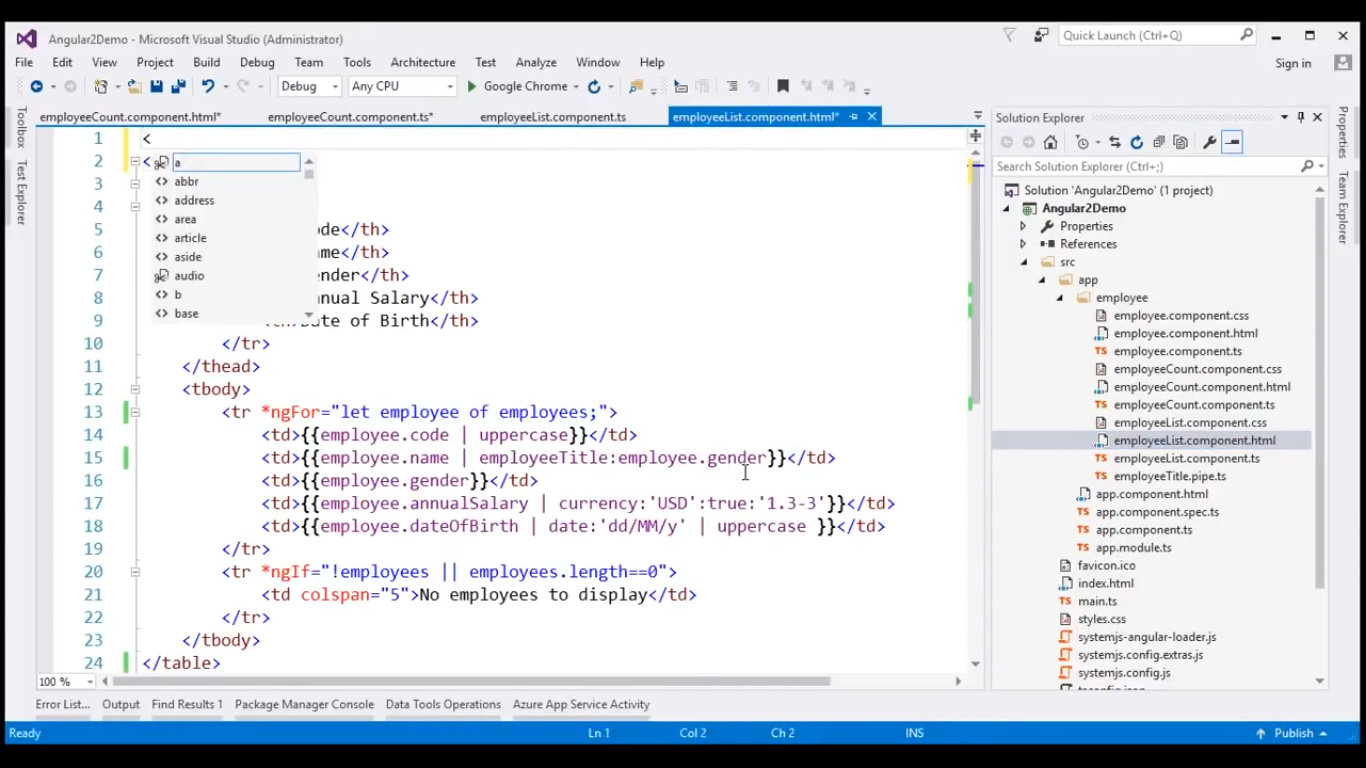 Angular2Demo - Microsoft Visual Studio (Administrator)
Quick Launch (Ctrl+Q)
File Edit View Project Build Debug Team Tools Architecture Test Analyze Window Help
Sign in
Debug Any CPU Google Chrome
Toolbox
Test Explorer
employeeCount.component.html* employeeCount.component.ts* employeeList.component.ts employeeList.component.html*
1 <
2 <
3
4
5 ode</th>
6 me</th>
7 ender</th>
8 nnual Salary</th>
9 Date of Birth</th>
10 </tr>
11 </thead>
12 <tbody>
13 <tr *ngFor="let employee of employees;">
14 <td>{{employee.code | uppercase}}</td>
15 <td>{{employee.name | employeeTitle:employee.gender}}</td>
16 <td>{{employee.gender}}</td>
17 <td>{{employee.annualSalary | currency:'USD':true:'1.3-3'}}</td>
18 <td>{{employee.dateOfBirth | date:'dd/MM/y' | uppercase }}</td>
19 </tr>
20 <tr *ngIf="!employees || employees.length==0">
21 <td colspan="5">No employees to display</td>
22 </tr>
23 </tbody>
24 </table>
a
abbr
address
area
article
aside
audio
b
base
100 %
Solution Explorer
Search Solution Explorer (Ctrl+;)
Solution 'Angular2Demo' (1 project)
Angular2Demo
Properties
References
src
app
employee
employee.component.css
employee.component.html
employee.component.ts
employeeCount.component.css
employeeCount.component.html
employeeCount.component.ts
employeeList.component.css
employeeList.component.html
employeeList.component.ts
employeeTitle.pipe.ts
app.component.html
app.component.spec.ts
app.component.ts
app.module.ts
favicon.ico
index.html
main.ts
styles.css
systemjs-angular-loader.js
systemjs.config.extras.js
systemjs.config.js
Properties
Team Explorer
Error List... Output Find Results 1 Package Manager Console Data Tools Operations Azure App Service Activity
Ready Ln 1 Col 2 Ch 2 INS Publish